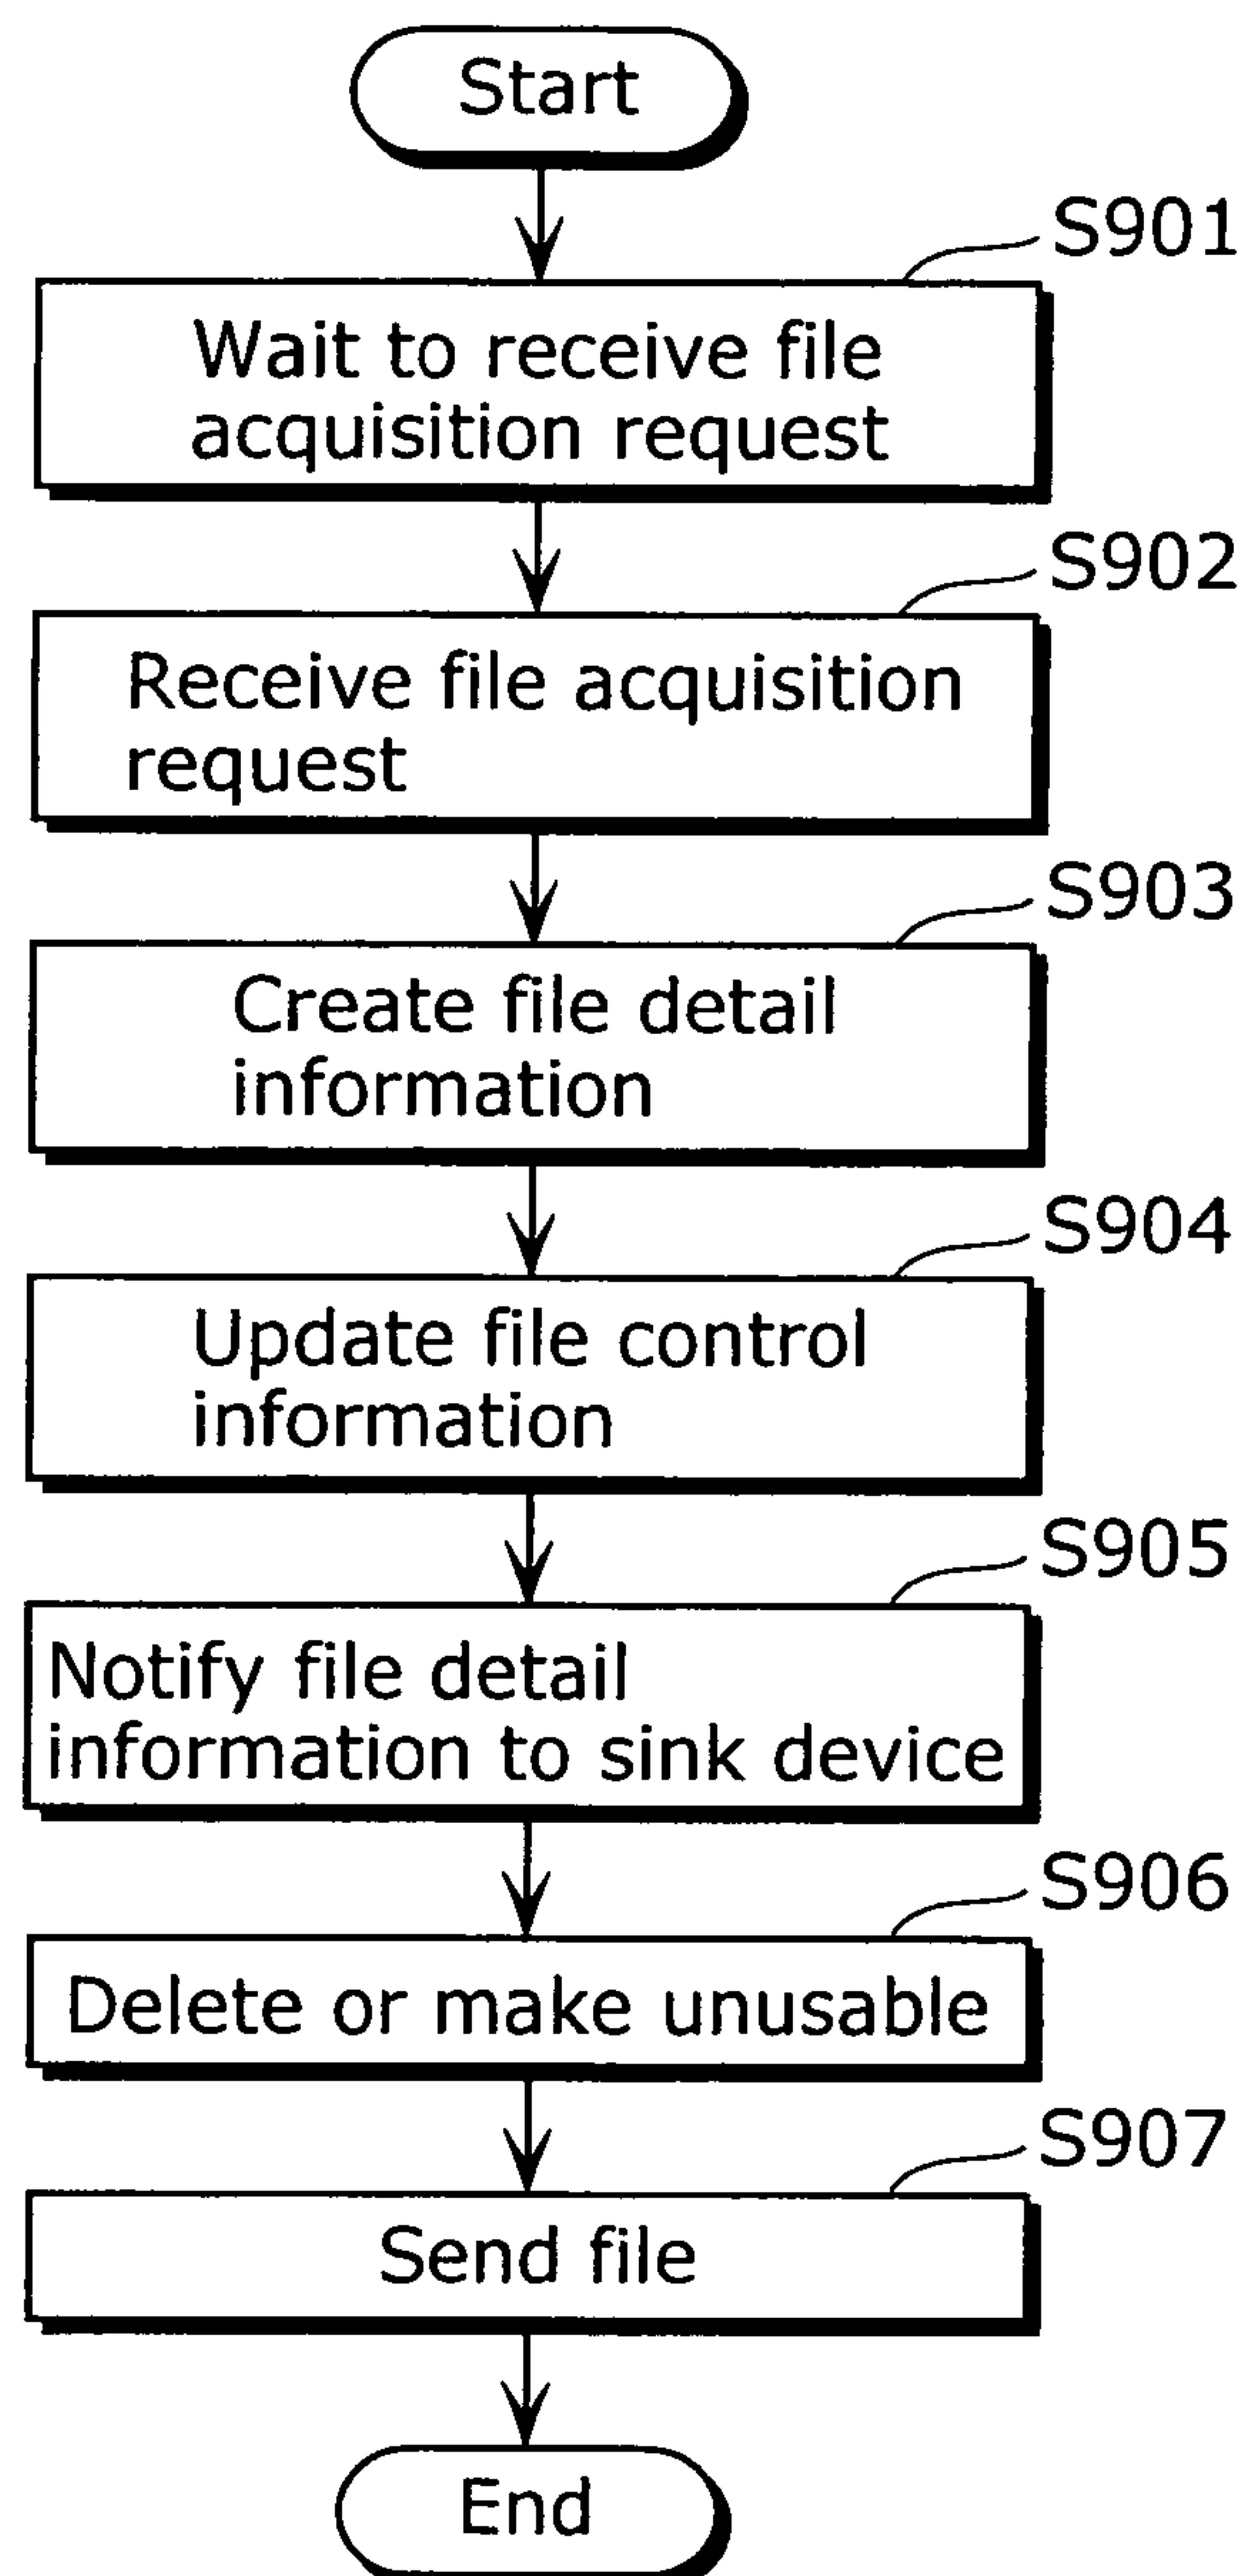 Start
S901
Wait to receive file
acquisition request
S902
Receive file acquisition
request
S903
Create file detail
information
S904
Update file control
information
S905
Notify file detail
information to sink device
S906
Delete or make unusable
S907
Send file
End